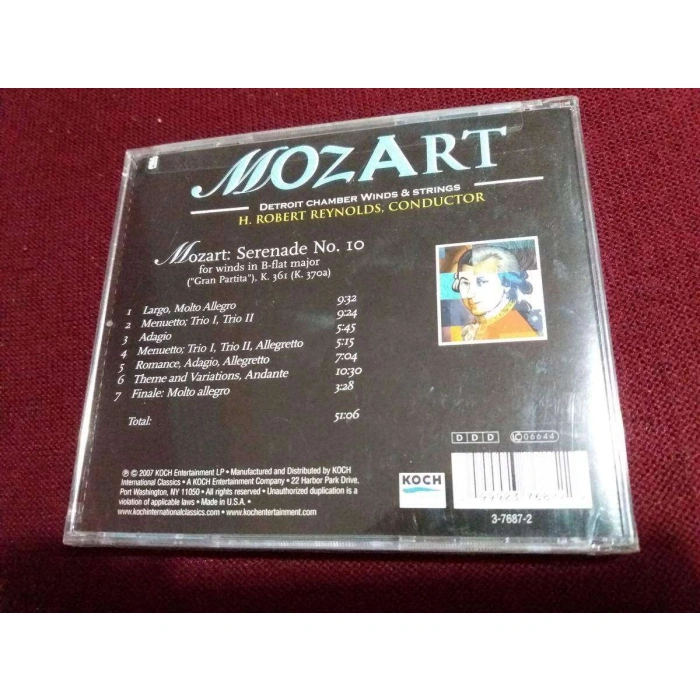 MOZART
DETROIT CHAMBER WINDS & STRINGS
H. ROBERT REYNOLDS, CONDUCTOR
Mozart: Serenade No. 10
for winds in B-flat major
("Gran Partita"), K. 361 (K. 370a)
1 Largo, Molto Allegro 9:32
2 Menuetto; Trio I, Trio II 9:24
3 Adagio 5:45
4 Menuetto; Trio I, Trio II, Allegretto 5:15
5 Romance, Adagio, Allegretto 7:04
6 Theme and Variations, Andante 10:30
7 Finale: Molto allegro 3:28
Total: 51:06
DDD LC 06644
℗ © 2007 KOCH Entertainment LP • Manufactured and Distributed by KOCH
International Classics • A KOCH Entertainment Company • 22 Harbor Park Drive,
Port Washington, NY 11050 • All rights reserved • Unauthorized duplication is a
violation of applicable laws • Made in U.S.A.
www.kochinternationalclassics.com • www.kochentertainment.com
KOCH
3-7687-2